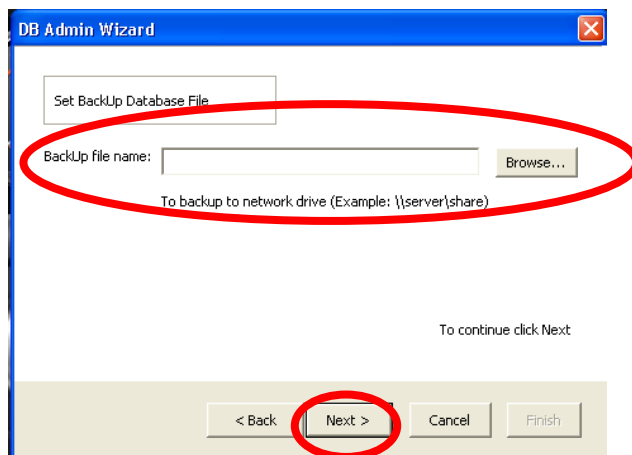 DB Admin Wizard
Set BackUp Database File
BackUp file name:
Browse...
To backup to network drive (Example: \\server\share)
To continue click Next
< Back Next > Cancel Finish